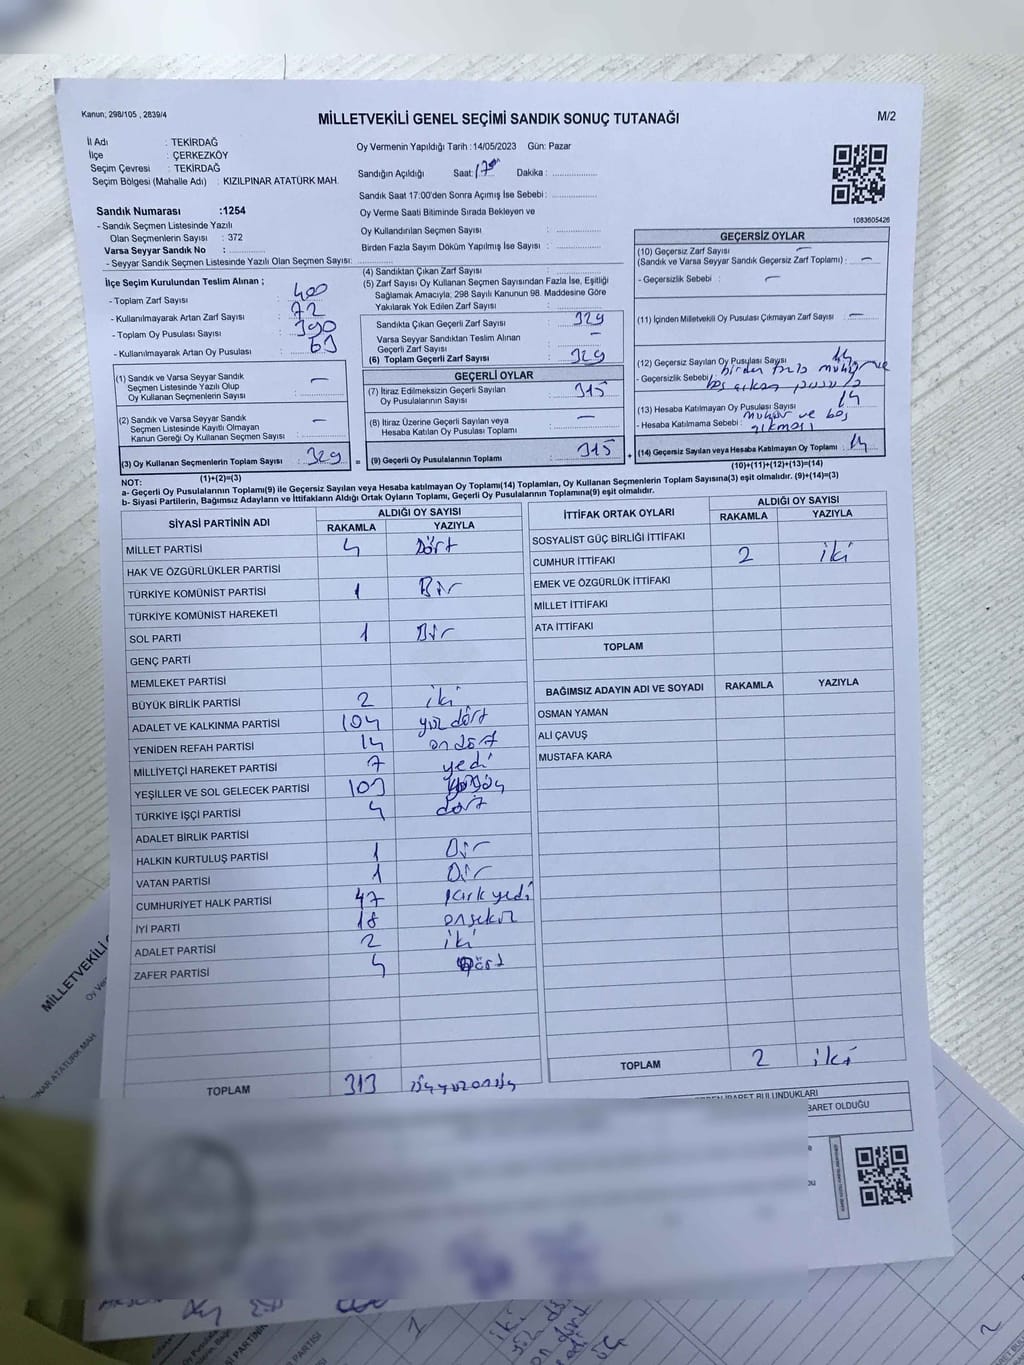 Kanun; 298/105 , 2839/4
MİLLETVEKİLİ GENEL SEÇİMİ SANDIK SONUÇ TUTANAĞI
M/2
İl Adı : TEKİRDAĞ
İlçe : ÇERKEZKÖY
Seçim Çevresi : TEKİRDAĞ
Seçim Bölgesi (Mahalle Adı) : KIZILPINAR ATATÜRK MAH.
Oy Vermenin Yapıldığı Tarih :14/05/2023 Gün: Pazar
Sandığın Açıldığı Saat: Dakika :
Sandık Saat 17:00'den Sonra Açılmış İse Sebebi:
Oy Verme Saati Bitiminde Sırada Bekleyen ve
Oy Kullandırılan Seçmen Sayısı :
Birden Fazla Sayım Döküm Yapılmış İse Sayısı :
1083605426
Sandık Numarası :1254
- Sandık Seçmen Listesinde Yazılı
Olan Seçmenlerin Sayısı : 372
Varsa Seyyar Sandık No :
- Seyyar Sandık Seçmen Listesinde Yazılı Olan Seçmen Sayısı:
İlçe Seçim Kurulundan Teslim Alınan ;
- Toplam Zarf Sayısı : 400
- Kullanılmayarak Artan Zarf Sayısı : 72
- Toplam Oy Pusulası Sayısı : 390
- Kullanılmayarak Artan Oy Pusulası : 63
(1) Sandık ve Varsa Seyyar Sandık
Seçmen Listesinde Yazılı Olup
Oy Kullanan Seçmenlerin Sayısı : —
(2) Sandık ve Varsa Seyyar Sandık
Seçmen Listesinde Kayıtlı Olmayan
Kanun Gereği Oy Kullanan Seçmen Sayısı : —
(3) Oy Kullanan Seçmenlerin Toplam Sayısı : 329
(1)+(2)=(3)
(4) Sandıktan Çıkan Zarf Sayısı :
(5) Zarf Sayısı Oy Kullanan Seçmen Sayısından Fazla İse, Eşitliği
Sağlamak Amacıyla, 298 Sayılı Kanunun 98. Maddesine Göre
Yakılarak Yok Edilen Zarf Sayısı :
Sandıkta Çıkan Geçerli Zarf Sayısı : 329
Varsa Seyyar Sandıktan Teslim Alınan
Geçerli Zarf Sayısı : —
(6) Toplam Geçerli Zarf Sayısı : 329
GEÇERLİ OYLAR
(7) İtiraz Edilmeksizin Geçerli Sayılan
Oy Pusulalarının Sayısı : 315
(8) İtiraz Üzerine Geçerli Sayılan veya
Hesaba Katılan Oy Pusulası Toplamı : —
= (9) Geçerli Oy Pusulalarının Toplamı : 315
GEÇERSİZ OYLAR
(10) Geçersiz Zarf Sayısı —
(Sandık ve Varsa Seyyar Sandık Geçersiz Zarf Toplamı) : —
- Geçersizlik Sebebi : —
(11) İçinden Milletvekili Oy Pusulası Çıkmayan Zarf Sayısı : —
(12) Geçersiz Sayılan Oy Pusulası Sayısı : 14
- Geçersizlik Sebebi: birden fazla mühür ve
boş çıkan pusula
(13) Hesaba Katılmayan Oy Pusulası Sayısı : 14
- Hesaba Katılmama Sebebi : mühür ve boş
çıkması
+ (14) Geçersiz Sayılan veya Hesaba Katılmayan Oy Toplamı : 14
(10)+(11)+(12)+(13)=(14)
NOT:
a- Geçerli Oy Pusulalarının Toplamı(9) ile Geçersiz Sayılan veya Hesaba katılmayan Oy Toplamı(14) Toplamları, Oy Kullanan Seçmenlerin Toplam Sayısına(3) eşit olmalıdır. (9)+(14)=(3)
b- Siyasi Partilerin, Bağımsız Adayların ve İttifakların Aldığı Ortak Oyların Toplamı, Geçerli Oy Pusulalarının Toplamına(9) eşit olmalıdır.
SİYASİ PARTİNİN ADI ALDIĞI OY SAYISI
RAKAMLA YAZIYLA
MİLLET PARTİSİ 4 Dört
HAK VE ÖZGÜRLÜKLER PARTİSİ
TÜRKİYE KOMÜNİST PARTİSİ 1 Bir
TÜRKİYE KOMÜNİST HAREKETİ
SOL PARTİ 1 Bir
GENÇ PARTİ
MEMLEKET PARTİSİ
BÜYÜK BİRLİK PARTİSİ 2 iki
ADALET VE KALKINMA PARTİSİ 104 yüz dört
YENİDEN REFAH PARTİSİ 14 on dört
MİLLİYETÇİ HAREKET PARTİSİ 7 yedi
YEŞİLLER VE SOL GELECEK PARTİSİ 103
TÜRKİYE İŞÇİ PARTİSİ 4 dört
ADALET BİRLİK PARTİSİ
HALKIN KURTULUŞ PARTİSİ 1 Bir
VATAN PARTİSİ 1 Bir
CUMHURİYET HALK PARTİSİ 47 kırk yedi
İYİ PARTİ 18 onsekiz
ADALET PARTİSİ 2 iki
ZAFER PARTİSİ 4 Dört
TOPLAM 313 üçyüzonüç
İTTİFAK ORTAK OYLARI ALDIĞI OY SAYISI
RAKAMLA YAZIYLA
SOSYALİST GÜÇ BİRLİĞİ İTTİFAKI
CUMHUR İTTİFAKI 2 iki
EMEK VE ÖZGÜRLÜK İTTİFAKI
MİLLET İTTİFAKI
ATA İTTİFAKI
TOPLAM
BAĞIMSIZ ADAYIN ADI VE SOYADI RAKAMLA YAZIYLA
OSMAN YAMAN
ALİ ÇAVUŞ
MUSTAFA KARA
TOPLAM 2 iki
İBARET BULUNDUKLARI
BARET OLDUĞU
MİLLETVEKİLİ
Oy Ver
ATATÜRK MAH